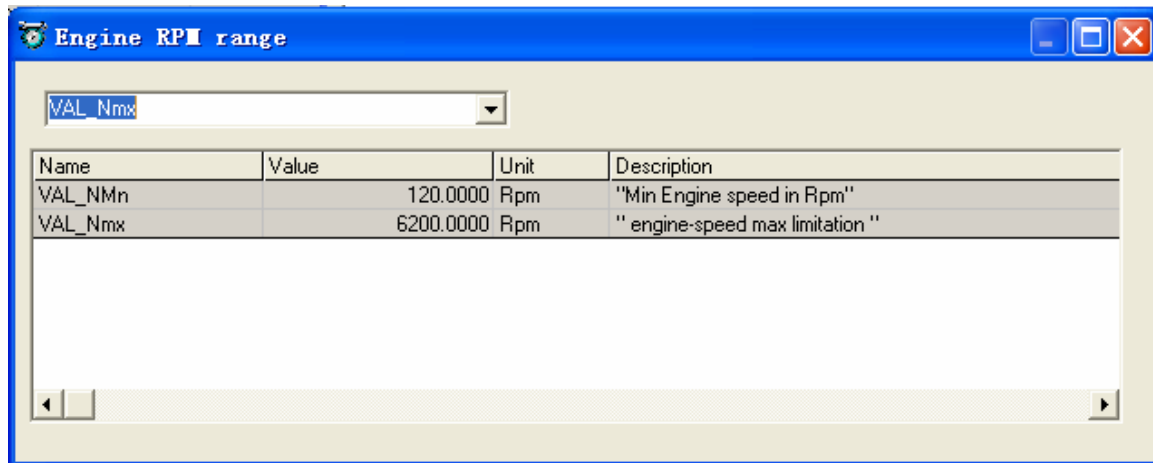 Engine RPM range
VAL_Nmx
Name Value Unit Description
VAL_NMn 120.0000 Rpm "Min Engine speed in Rpm"
VAL_Nmx 6200.0000 Rpm " engine-speed max limitation "